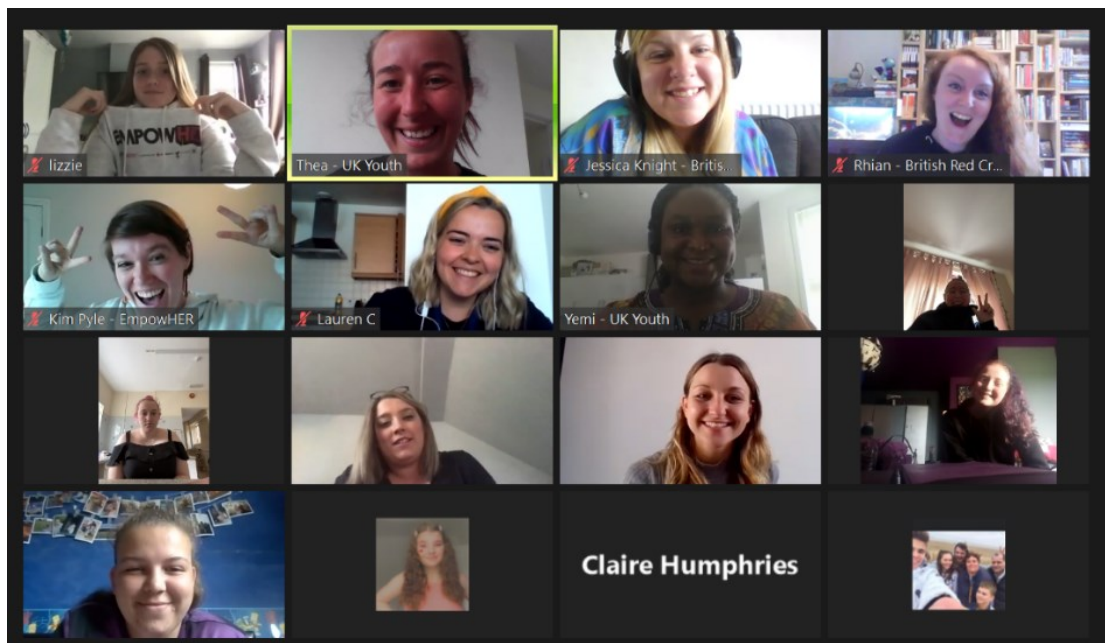 EMPOWHER
lizzie
Thea - UK Youth
Jessica Knight - Britis...
Rhian - British Red Cr...
Kim Pyle - EmpowHER
Lauren C
Yemi - UK Youth
Claire Humphries